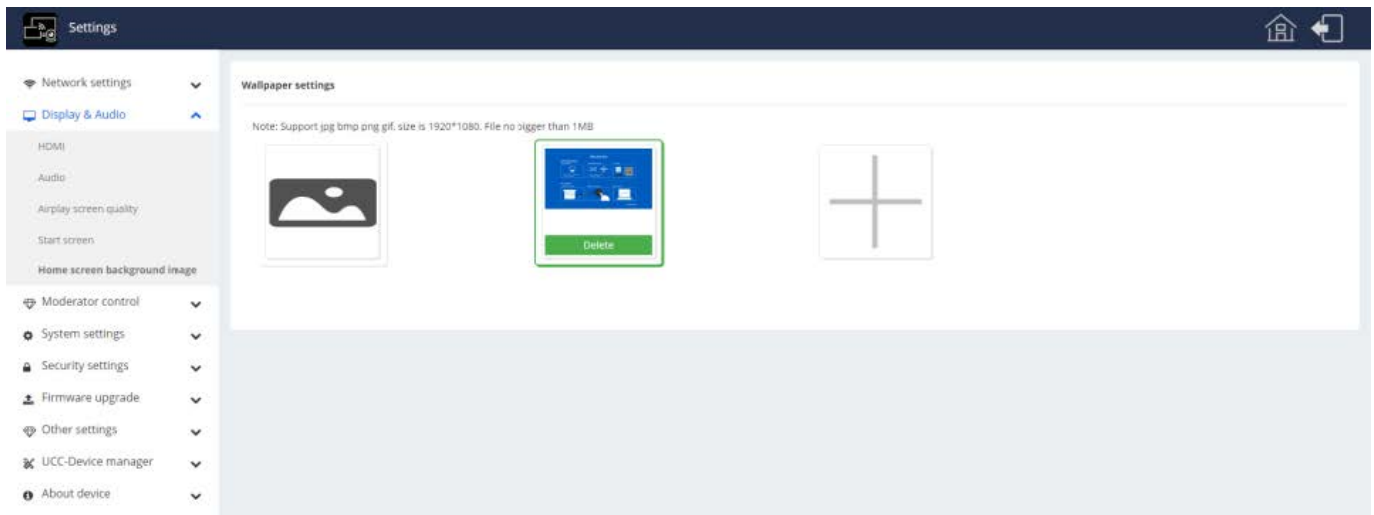 Settings
Network settings
Display & Audio
HDMI
Audio
Airplay screen quality
Start screen
Home screen background image
Moderator control
System settings
Security settings
Firmware upgrade
Other settings
UCC-Device manager
About device
Wallpaper settings
Note: Support jpg bmp png gif, size is 1920*1080. File no bigger than 1MB
Delete